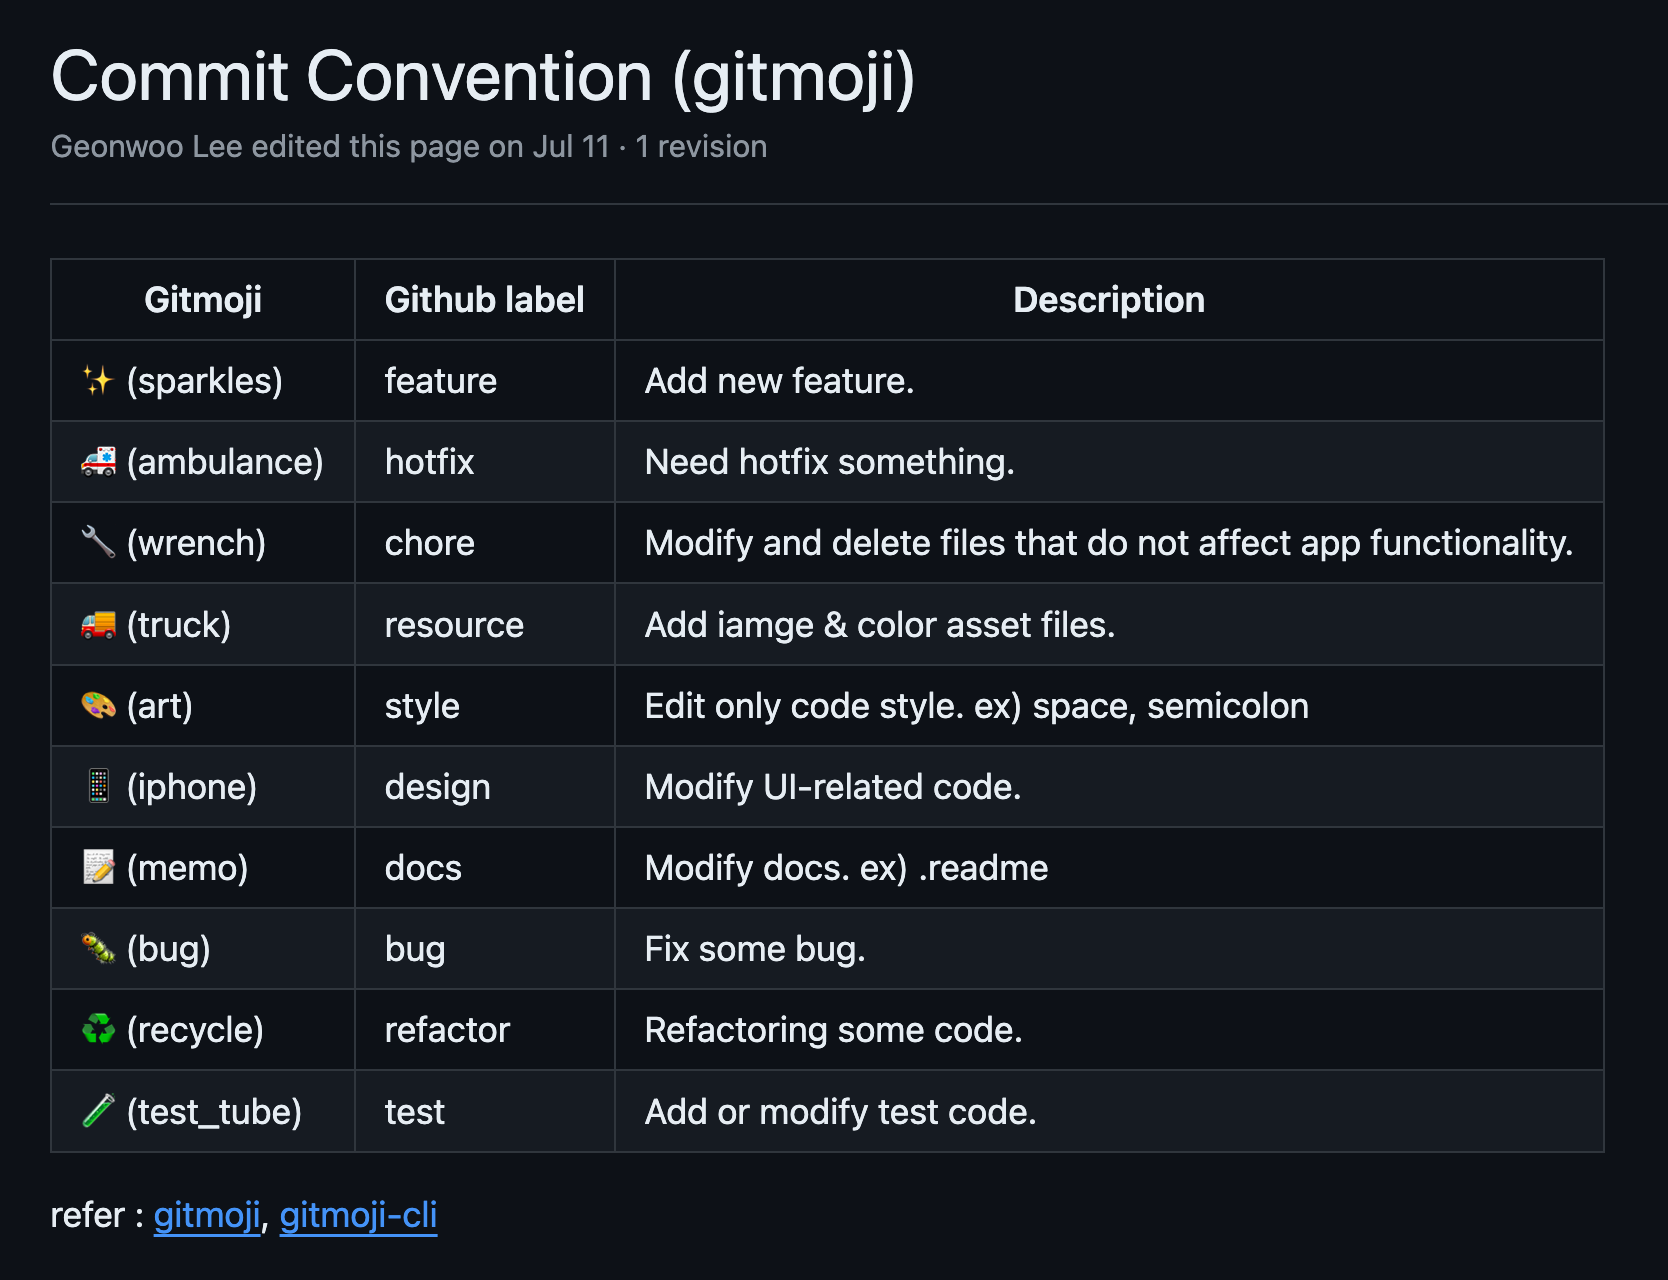 Commit Convention (gitmoji)
Geonwoo Lee edited this page on Jul 11 · 1 revision
Gitmoji Github label Description
✨ (sparkles) feature Add new feature.
🚑 (ambulance) hotfix Need hotfix something.
🔧 (wrench) chore Modify and delete files that do not affect app functionality.
🚚 (truck) resource Add iamge & color asset files.
🎨 (art) style Edit only code style. ex) space, semicolon
📱 (iphone) design Modify UI-related code.
📝 (memo) docs Modify docs. ex) .readme
🐛 (bug) bug Fix some bug.
♻️ (recycle) refactor Refactoring some code.
🧪 (test_tube) test Add or modify test code.
refer : gitmoji, gitmoji-cli